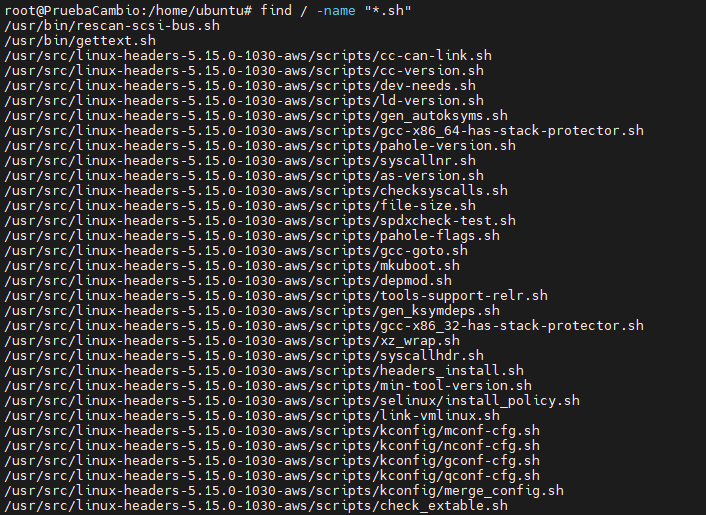 root@PruebaCambio:/home/ubuntu# find / -name "*.sh"
/usr/bin/rescan-scsi-bus.sh
/usr/bin/gettext.sh
/usr/src/linux-headers-5.15.0-1030-aws/scripts/cc-can-link.sh
/usr/src/linux-headers-5.15.0-1030-aws/scripts/cc-version.sh
/usr/src/linux-headers-5.15.0-1030-aws/scripts/dev-needs.sh
/usr/src/linux-headers-5.15.0-1030-aws/scripts/ld-version.sh
/usr/src/linux-headers-5.15.0-1030-aws/scripts/gen_autoksyms.sh
/usr/src/linux-headers-5.15.0-1030-aws/scripts/gcc-x86_64-has-stack-protector.sh
/usr/src/linux-headers-5.15.0-1030-aws/scripts/pahole-version.sh
/usr/src/linux-headers-5.15.0-1030-aws/scripts/syscallnr.sh
/usr/src/linux-headers-5.15.0-1030-aws/scripts/as-version.sh
/usr/src/linux-headers-5.15.0-1030-aws/scripts/checksyscalls.sh
/usr/src/linux-headers-5.15.0-1030-aws/scripts/file-size.sh
/usr/src/linux-headers-5.15.0-1030-aws/scripts/spdxcheck-test.sh
/usr/src/linux-headers-5.15.0-1030-aws/scripts/pahole-flags.sh
/usr/src/linux-headers-5.15.0-1030-aws/scripts/gcc-goto.sh
/usr/src/linux-headers-5.15.0-1030-aws/scripts/mkuboot.sh
/usr/src/linux-headers-5.15.0-1030-aws/scripts/depmod.sh
/usr/src/linux-headers-5.15.0-1030-aws/scripts/tools-support-relr.sh
/usr/src/linux-headers-5.15.0-1030-aws/scripts/gen_ksymdeps.sh
/usr/src/linux-headers-5.15.0-1030-aws/scripts/gcc-x86_32-has-stack-protector.sh
/usr/src/linux-headers-5.15.0-1030-aws/scripts/xz_wrap.sh
/usr/src/linux-headers-5.15.0-1030-aws/scripts/syscallhdr.sh
/usr/src/linux-headers-5.15.0-1030-aws/scripts/headers_install.sh
/usr/src/linux-headers-5.15.0-1030-aws/scripts/min-tool-version.sh
/usr/src/linux-headers-5.15.0-1030-aws/scripts/selinux/install_policy.sh
/usr/src/linux-headers-5.15.0-1030-aws/scripts/link-vmlinux.sh
/usr/src/linux-headers-5.15.0-1030-aws/scripts/kconfig/mconf-cfg.sh
/usr/src/linux-headers-5.15.0-1030-aws/scripts/kconfig/nconf-cfg.sh
/usr/src/linux-headers-5.15.0-1030-aws/scripts/kconfig/gconf-cfg.sh
/usr/src/linux-headers-5.15.0-1030-aws/scripts/kconfig/qconf-cfg.sh
/usr/src/linux-headers-5.15.0-1030-aws/scripts/kconfig/merge_config.sh
/usr/src/linux-headers-5.15.0-1030-aws/scripts/check_extable.sh